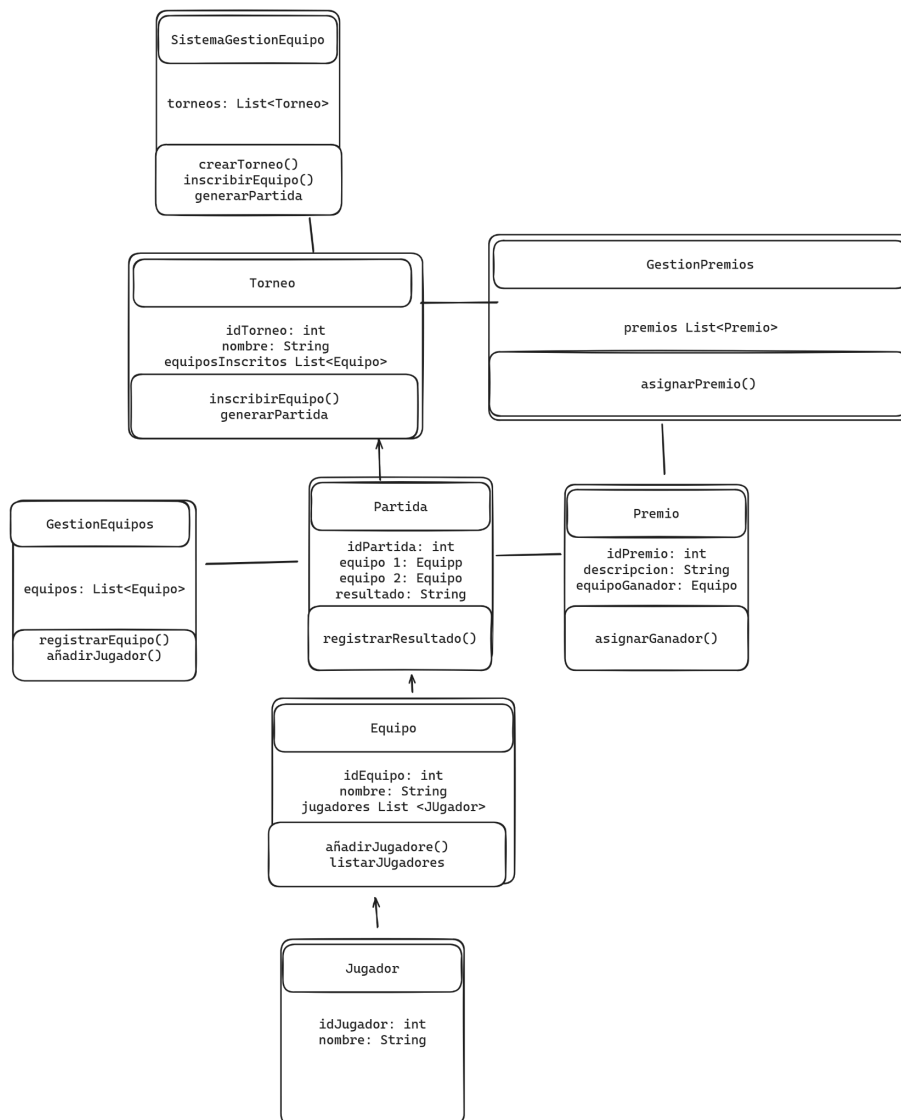 SistemaGestionEquipo
torneos: List<Torneo>
crearTorneo()
inscribirEquipo()
generarPartida
Torneo
idTorneo: int
nombre: String
equiposInscritos List<Equipo>
inscribirEquipo()
generarPartida
GestionPremios
premios List<Premio>
asignarPremio()
GestionEquipos
equipos: List<Equipo>
registrarEquipo()
añadirJugador()
Partida
idPartida: int
equipo 1: Equipp
equipo 2: Equipo
resultado: String
registrarResultado()
Premio
idPremio: int
descripcion: String
equipoGanador: Equipo
asignarGanador()
Equipo
idEquipo: int
nombre: String
jugadores List <JUgador>
añadirJugadore()
listarJUgadores
Jugador
idJugador: int
nombre: String